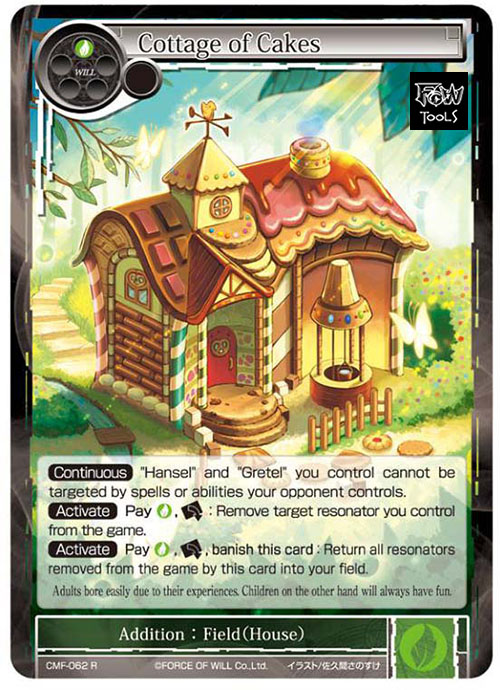 Cottage of Cakes
WILL
FOW
TOOLS
Continuous "Hansel" and "Gretel" you control cannot be
targeted by spells or abilities your opponent controls.
Activate Pay , : Remove target resonator you control
from the game.
Activate Pay , , banish this card : Return all resonators
removed from the game by this card into your field.
Adults bore easily due to their experiences. Children on the other hand will always have fun.
Addition : Field(House)
CMF-062 R ©FORCE OF WILL Co.,Ltd. イラスト/佐久間さのすけ